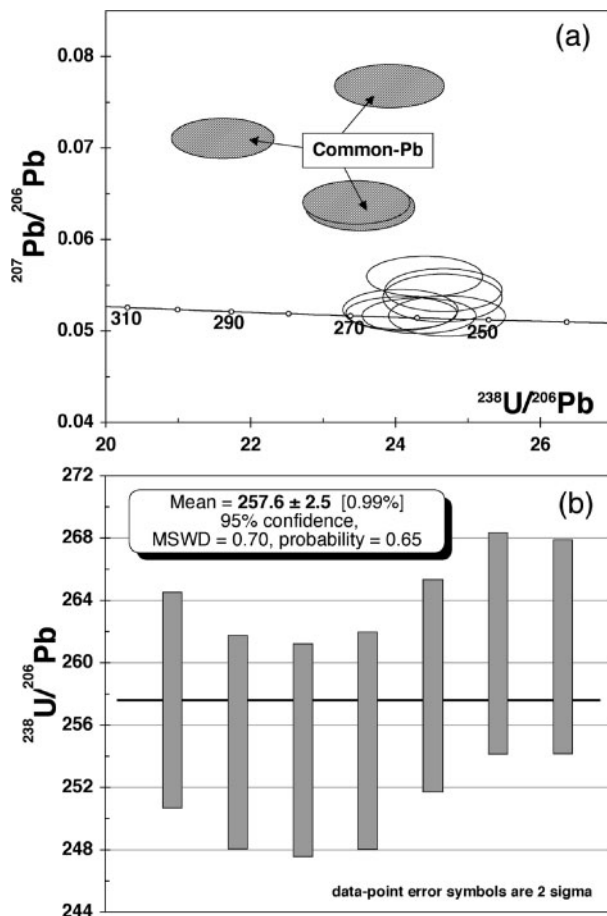 (a)
0.08
0.07
0.06
0.05
0.04
²⁰⁷Pb/²⁰⁶Pb
Common-Pb
310
290
270
250
²³⁸U/²⁰⁶Pb
20
22
24
26
(b)
272
268
264
260
256
252
248
244
²³⁸U/²⁰⁶Pb
Mean = 257.6 ± 2.5 [0.99%]
95% confidence,
MSWD = 0.70, probability = 0.65
data-point error symbols are 2 sigma